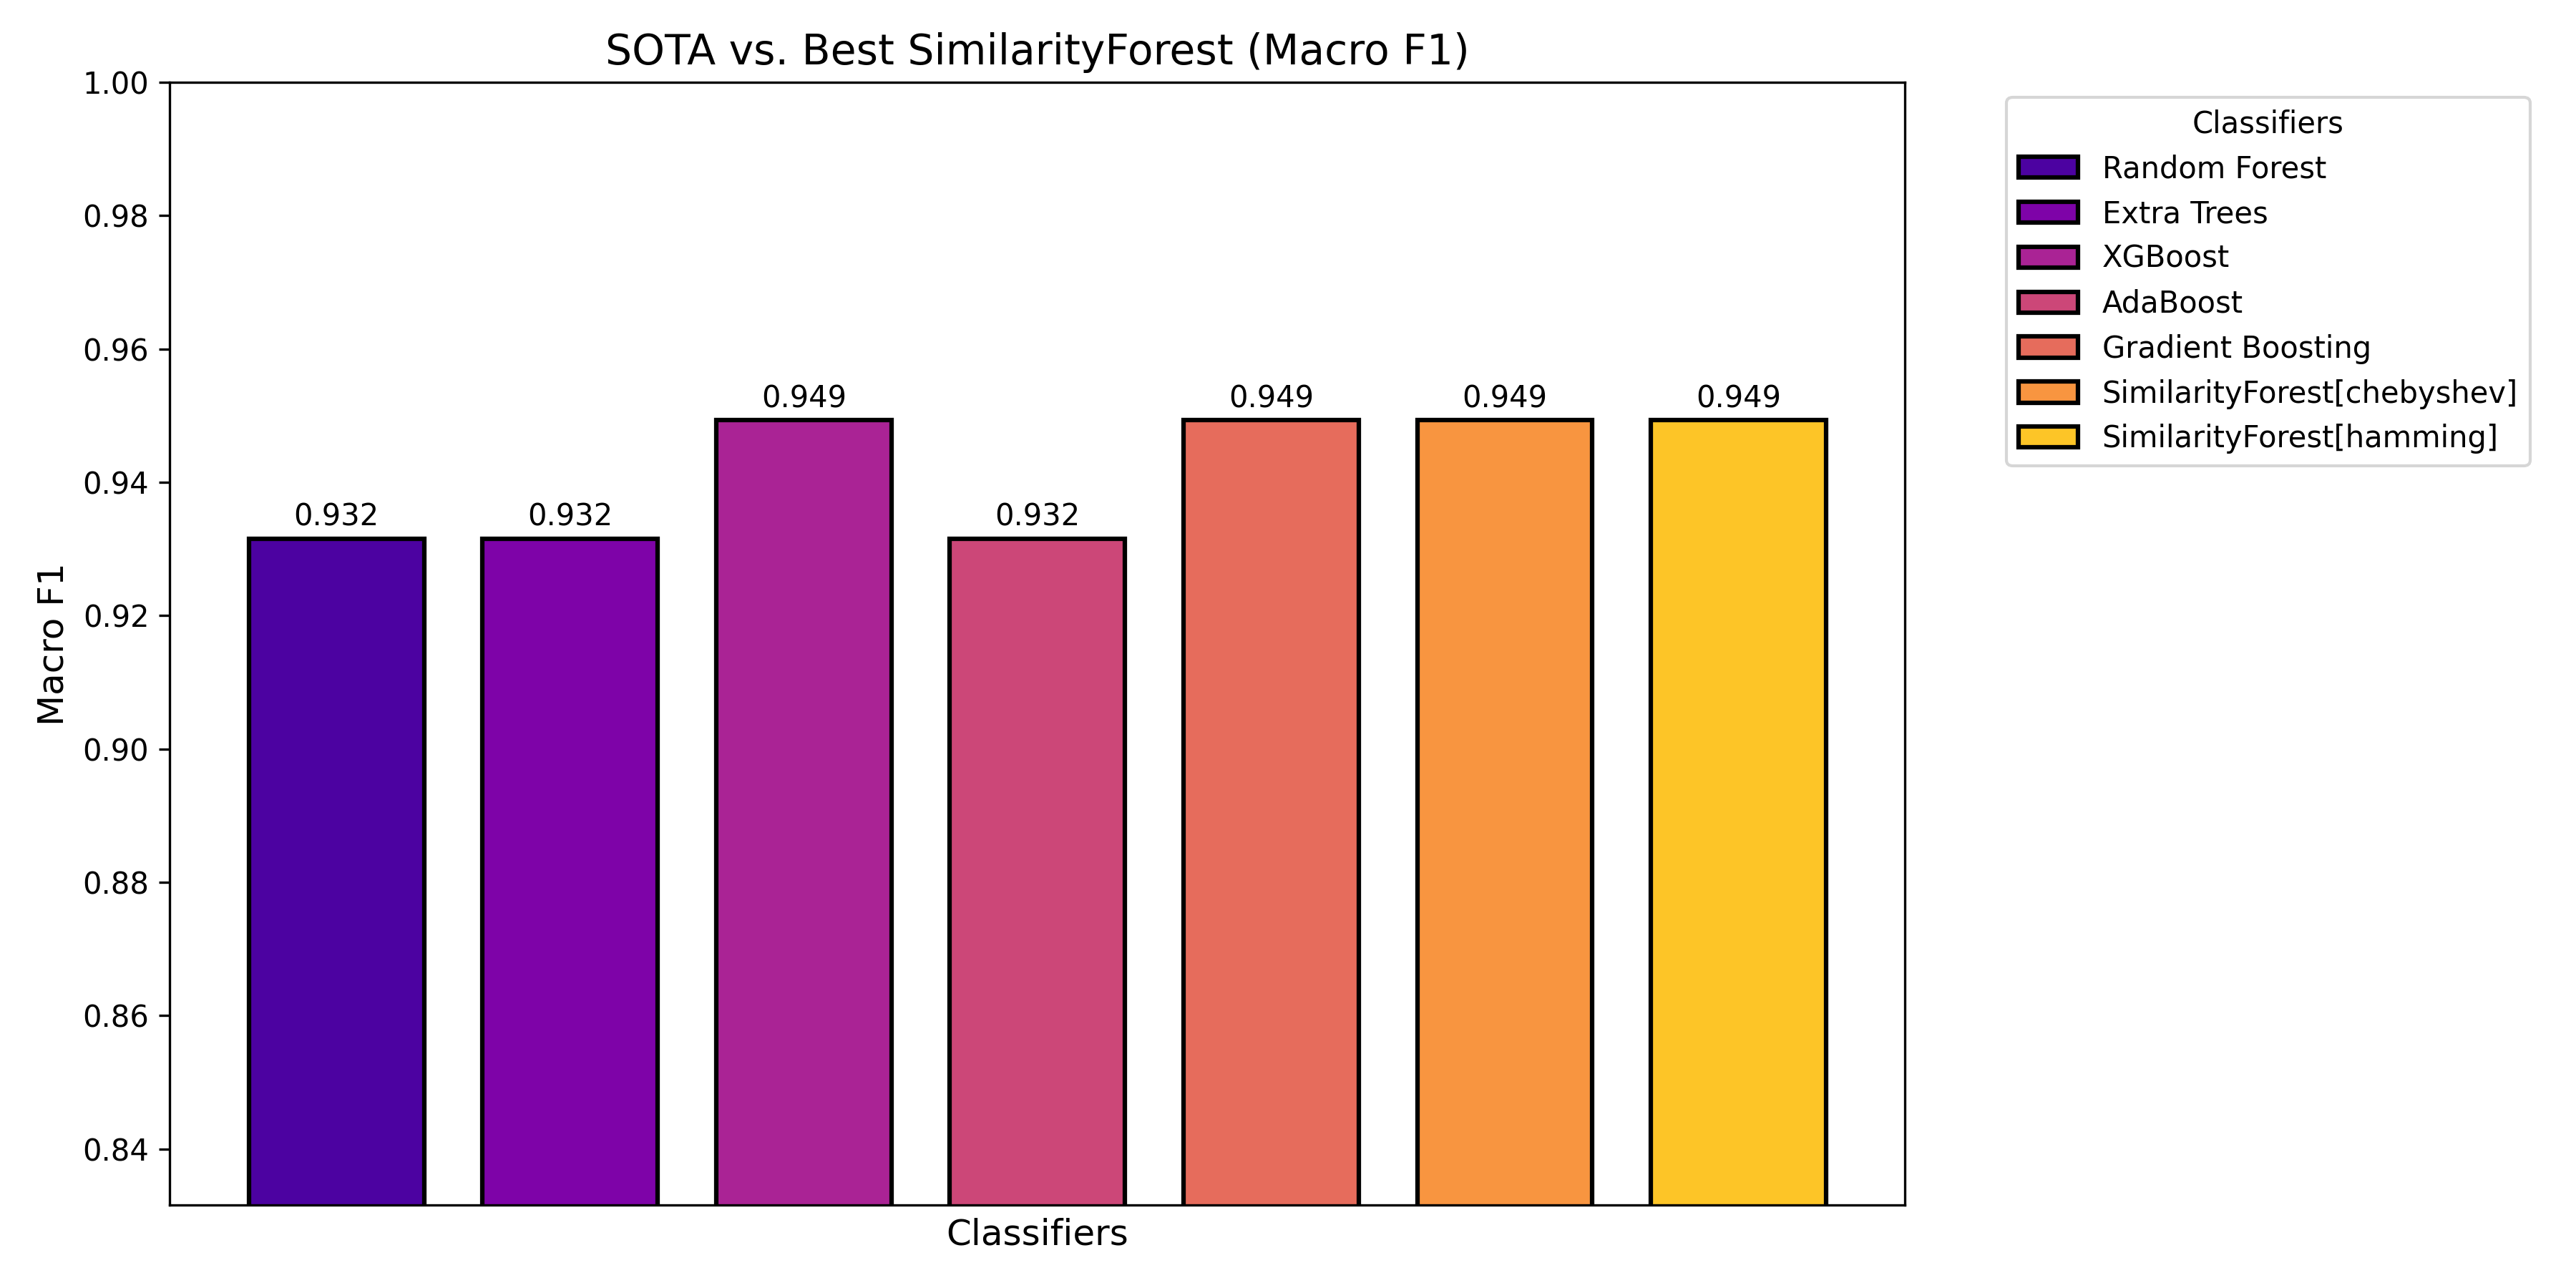 SOTA vs. Best SimilarityForest (Macro F1)
Macro F1
1.00
0.98
0.96
0.94
0.92
0.90
0.88
0.86
0.84
0.932
0.932
0.949
0.932
0.949
0.949
0.949
Classifiers
Classifiers
Random Forest
Extra Trees
XGBoost
AdaBoost
Gradient Boosting
SimilarityForest[chebyshev]
SimilarityForest[hamming]